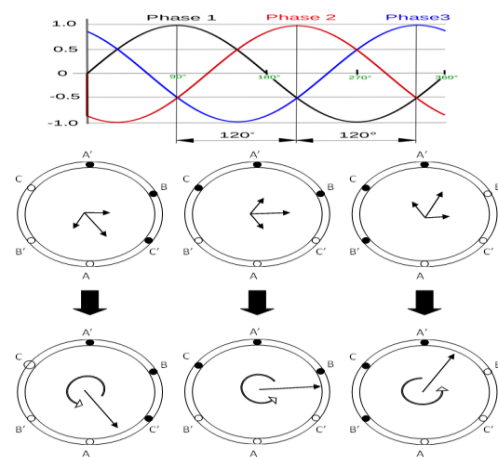 Phase 1 Phase 2 Phase3
1.0
0.5
0 90° 180° 270° 360°
-0.5
-1.0
120° 120°
A' A' A'
C B C B C B
B' C' B' C' B' C'
A A A
A' A' A'
C B C B C B
B' C' B' C' B' C'
A A A